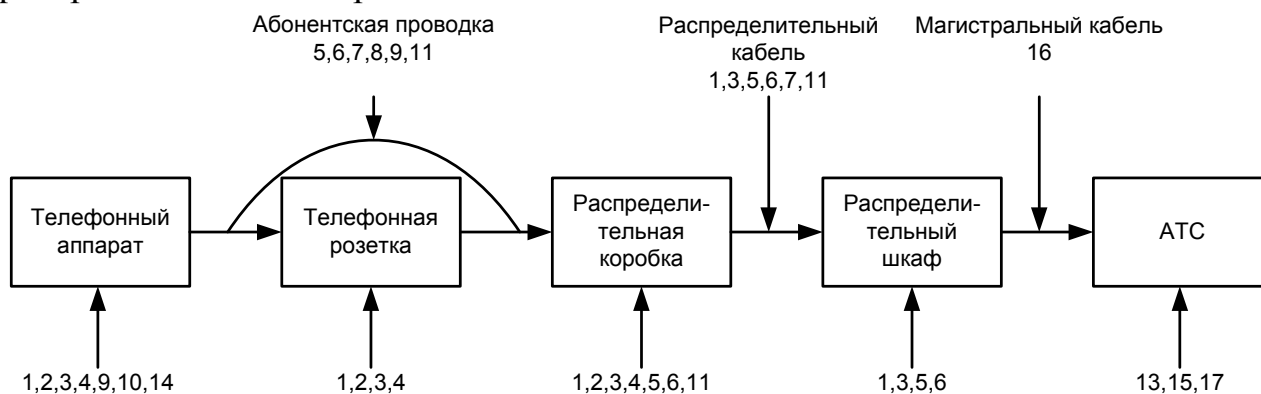 Абонентская проводка
5,6,7,8,9,11
Распределительный
кабель
1,3,5,6,7,11
Магистральный кабель
16
Телефонный
аппарат
Телефонная
розетка
Распредели-
тельная
коробка
Распредели-
тельный
шкаф
АТС
1,2,3,4,9,10,14
1,2,3,4
1,2,3,4,5,6,11
1,3,5,6
13,15,17